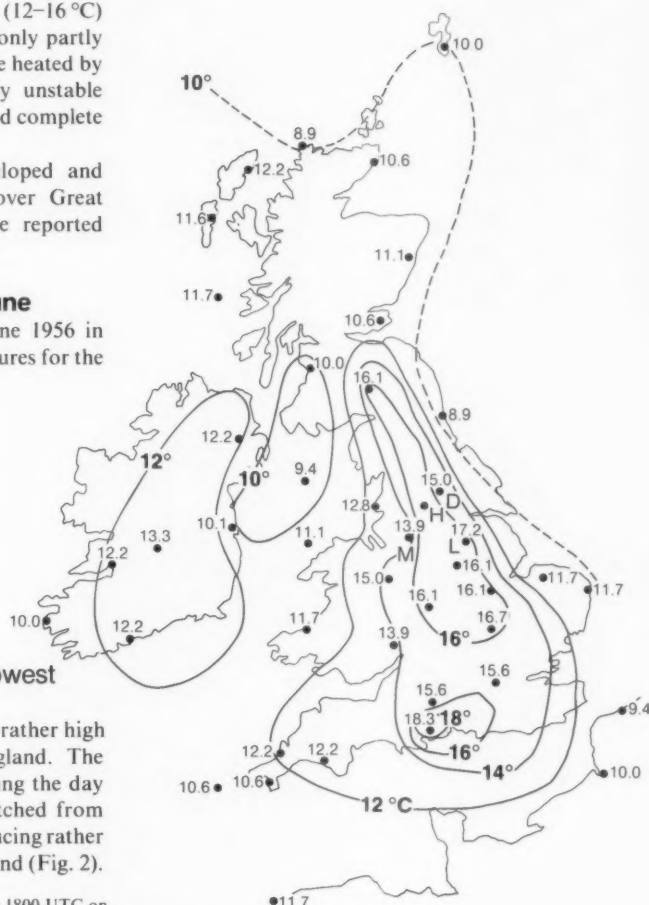 (12–16 °C)
only partly
e heated by
y unstable
d complete
loped and
over Great
e reported
une
ne 1956 in
ures for the
owest
rather high
gland. The
ing the day
tched from
cing rather
nd (Fig. 2).
1800 UTC on
10.0
10°
8.9
12.2
10.6
11.6
11.1
11.7
10.6
10.0
16.1
8.9
12.2
12°
10°
9.4
15.0
D
12.8
H
10.1
13.3
11.1
13.9
17.2
M
L
12.2
16.1
15.0
11.7
16.1
11.7
16.1
10.0
11.7
16.7
12.2
16°
13.9
15.6
15.6
9.4
18°
18.3
12.2
12.2
16°
14°
10.0
10.6
10.6
12 °C
11.7